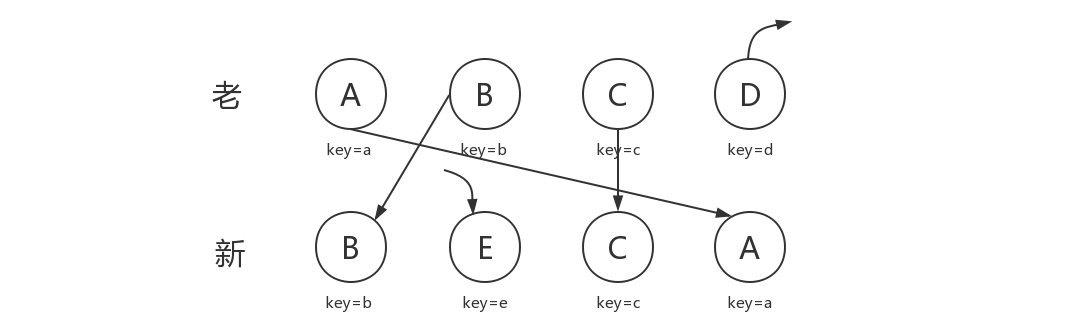 老 A B C D
key=a key=b key=c key=d
新 B E C A
key=b key=e key=c key=a